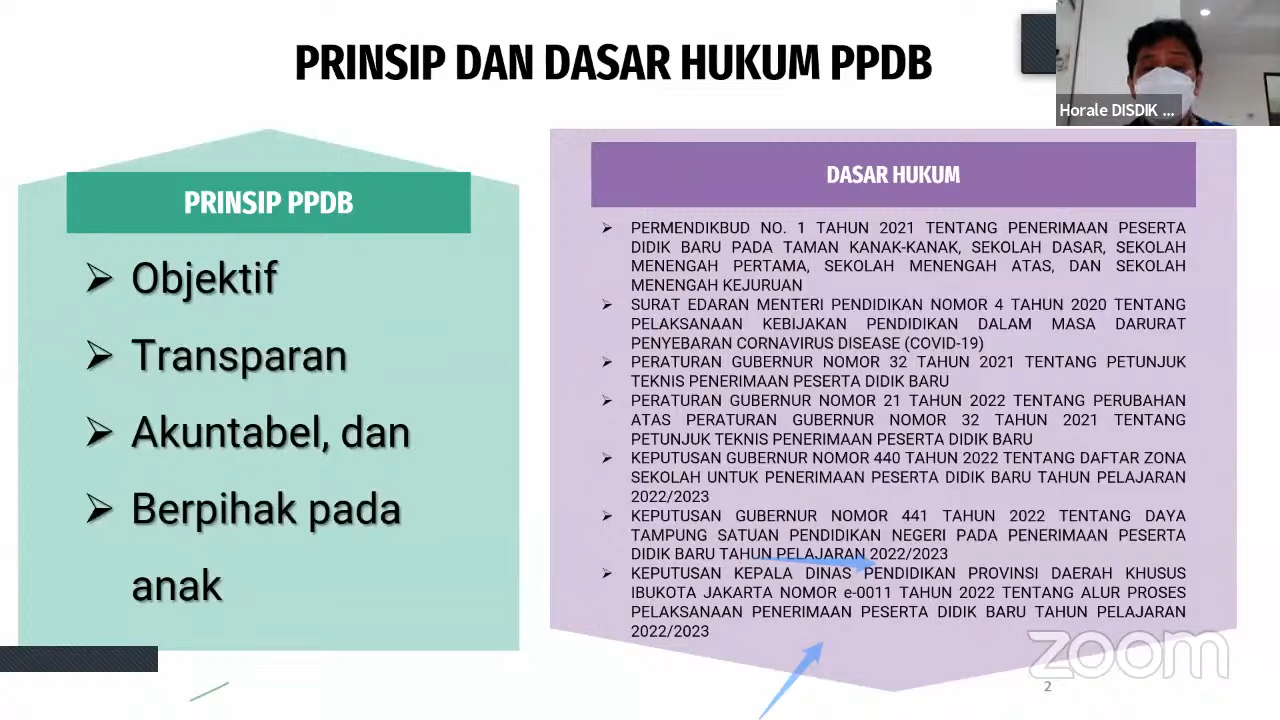 PRINSIP DAN DASAR HUKUM PPDB
Horale DISDIK ...
PRINSIP PPDB
Objektif
Transparan
Akuntabel, dan
Berpihak pada
anak
DASAR HUKUM
PERMENDIKBUD NO. 1 TAHUN 2021 TENTANG PENERIMAAN PESERTA
DIDIK BARU PADA TAMAN KANAK-KANAK, SEKOLAH DASAR, SEKOLAH
MENENGAH PERTAMA, SEKOLAH MENENGAH ATAS, DAN SEKOLAH
MENENGAH KEJURUAN
SURAT EDARAN MENTERI PENDIDIKAN NOMOR 4 TAHUN 2020 TENTANG
PELAKSANAAN KEBIJAKAN PENDIDIKAN DALAM MASA DARURAT
PENYEBARAN CORNAVIRUS DISEASE (COVID-19)
PERATURAN GUBERNUR NOMOR 32 TAHUN 2021 TENTANG PETUNJUK
TEKNIS PENERIMAAN PESERTA DIDIK BARU
PERATURAN GUBERNUR NOMOR 21 TAHUN 2022 TENTANG PERUBAHAN
ATAS PERATURAN GUBERNUR NOMOR 32 TAHUN 2021 TENTANG
PETUNJUK TEKNIS PENERIMAAN PESERTA DIDIK BARU
KEPUTUSAN GUBERNUR NOMOR 440 TAHUN 2022 TENTANG DAFTAR ZONA
SEKOLAH UNTUK PENERIMAAN PESERTA DIDIK BARU TAHUN PELAJARAN
2022/2023
KEPUTUSAN GUBERNUR NOMOR 441 TAHUN 2022 TENTANG DAYA
TAMPUNG SATUAN PENDIDIKAN NEGERI PADA PENERIMAAN PESERTA
DIDIK BARU TAHUN PELAJARAN 2022/2023
KEPUTUSAN KEPALA DINAS PENDIDIKAN PROVINSI DAERAH KHUSUS
IBUKOTA JAKARTA NOMOR e-0011 TAHUN 2022 TENTANG ALUR PROSES
PELAKSANAAN PENERIMAAN PESERTA DIDIK BARU TAHUN PELAJARAN
2022/2023
zoom
2